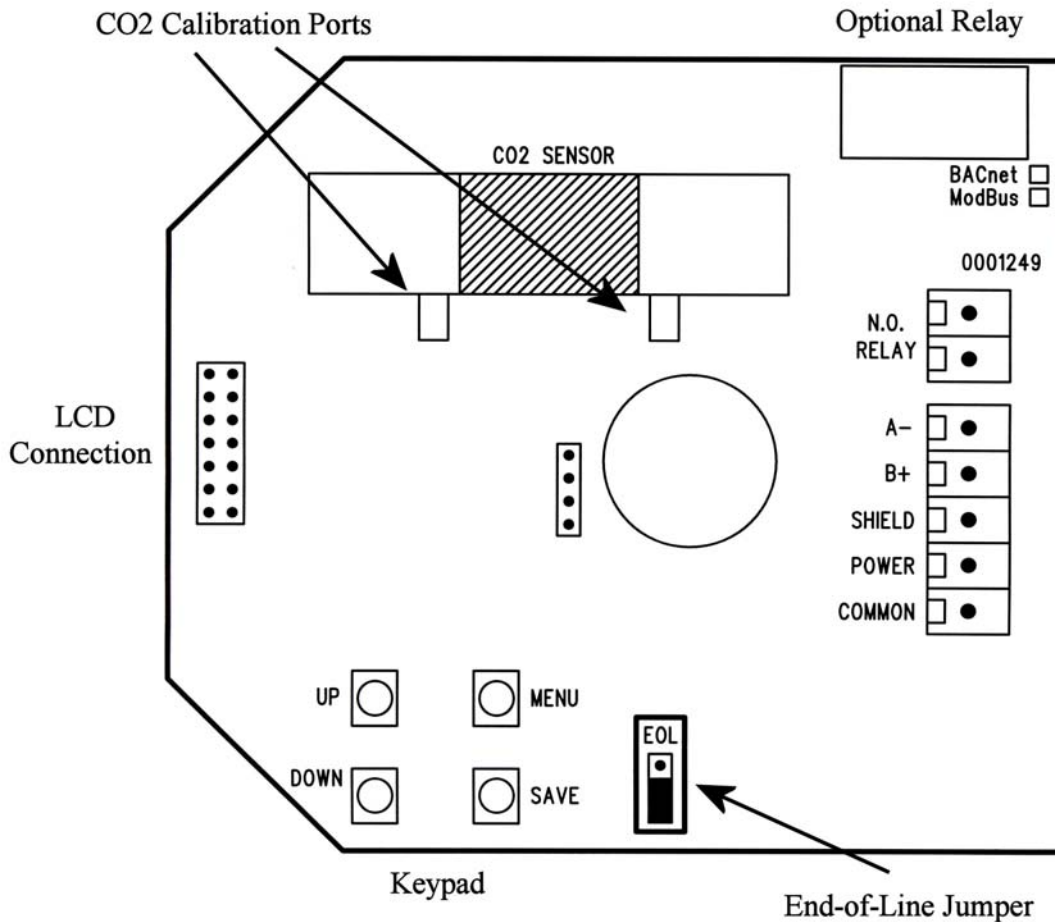 CO2 Calibration Ports
Optional Relay
CO2 SENSOR
BACnet
ModBus
0001249
N.O.
RELAY
LCD
Connection
A-
B+
SHIELD
POWER
COMMON
UP
MENU
DOWN
SAVE
EOL
Keypad
End-of-Line Jumper